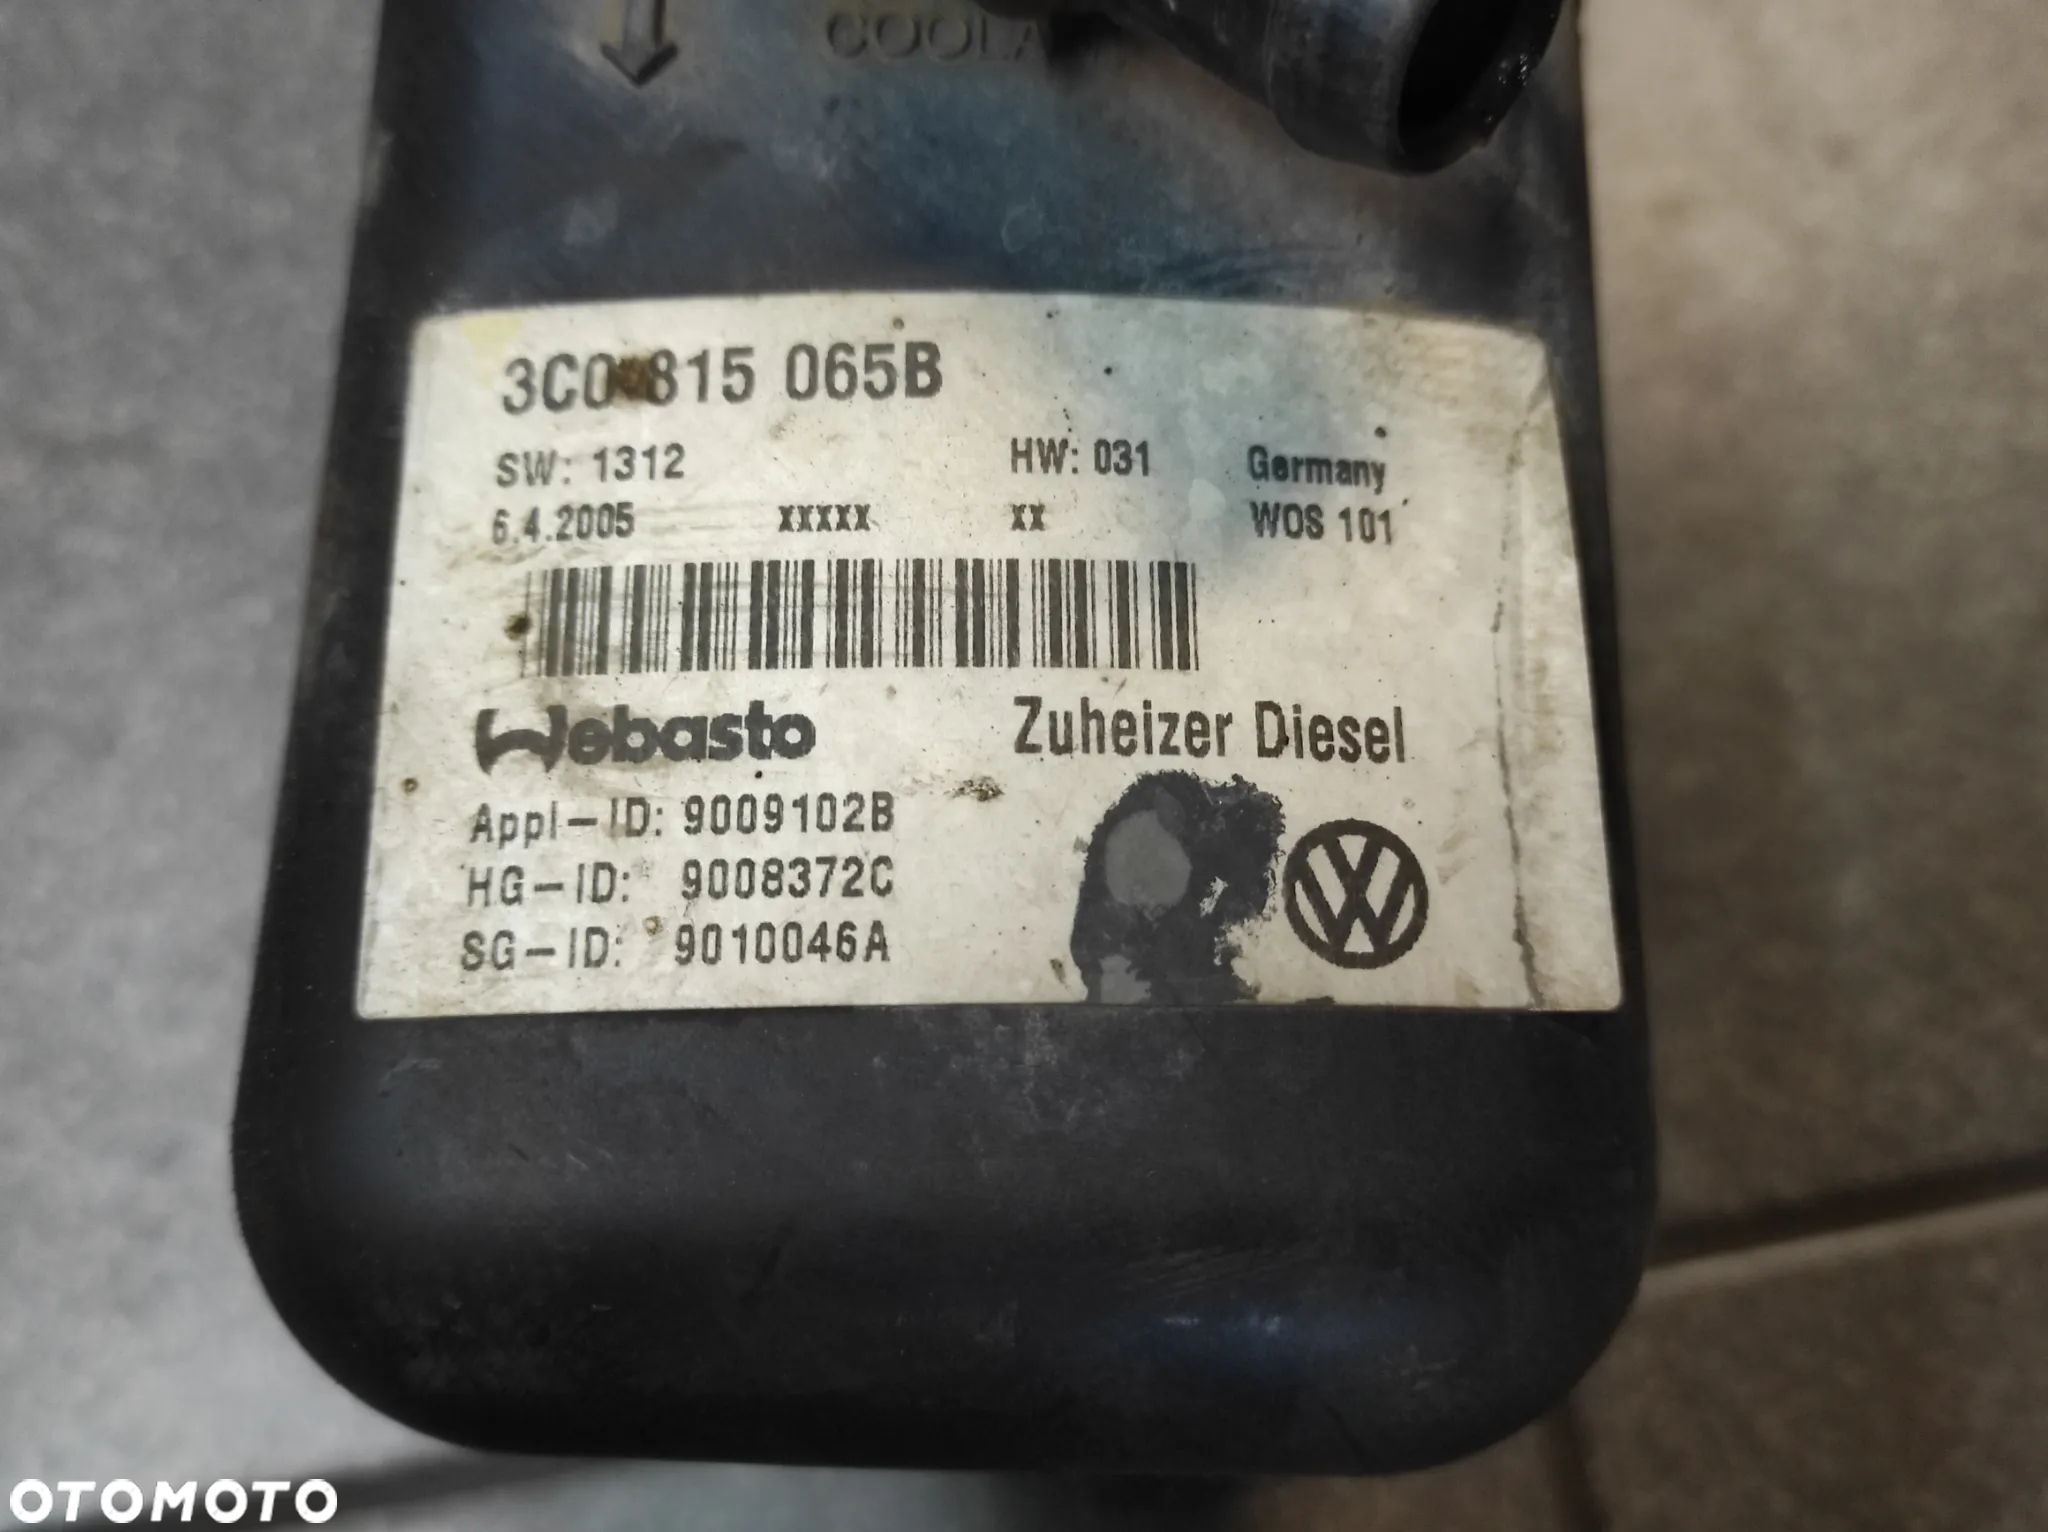 3C0 815 065B
SW: 1312 HW: 031 Germany
6.4.2005 xxxxx xx WOS 101
Webasto Zuheizer Diesel
Appl-ID: 9009102B
HG-ID: 9008372C
SG-ID: 9010046A
OTOMOTO